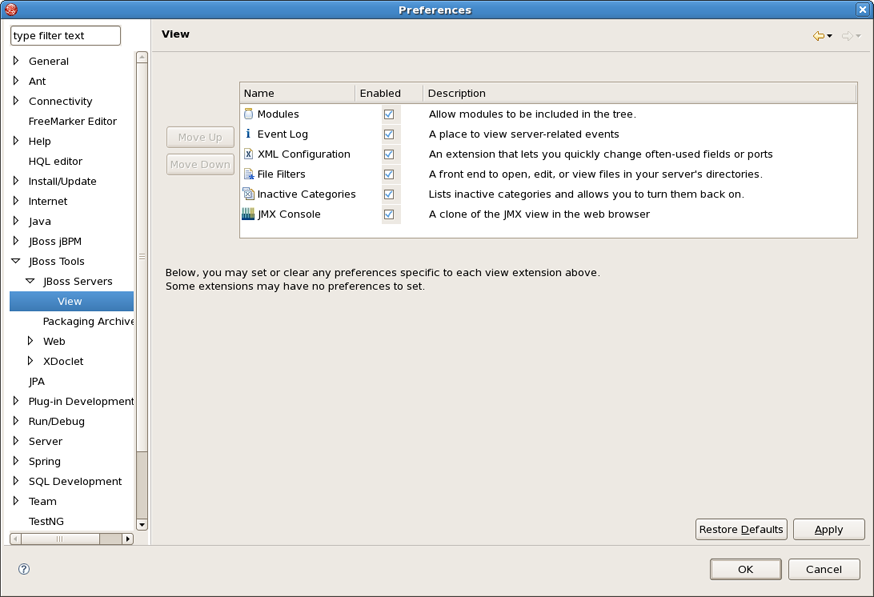 Preferences
type filter text
General
Ant
Connectivity
FreeMarker Editor
Help
HQL editor
Install/Update
Internet
Java
JBoss jBPM
JBoss Tools
JBoss Servers
View
Packaging Archive
Web
XDoclet
JPA
Plug-in Development
Run/Debug
Server
Spring
SQL Development
Team
TestNG
View
Name Enabled Description
Modules Allow modules to be included in the tree.
Event Log A place to view server-related events
XML Configuration An extension that lets you quickly change often-used fields or ports
File Filters A front end to open, edit, or view files in your server's directories.
Inactive Categories Lists inactive categories and allows you to turn them back on.
JMX Console A clone of the JMX view in the web browser
Move Up
Move Down
Below, you may set or clear any preferences specific to each view extension above.
Some extensions may have no preferences to set.
Restore Defaults Apply
OK Cancel